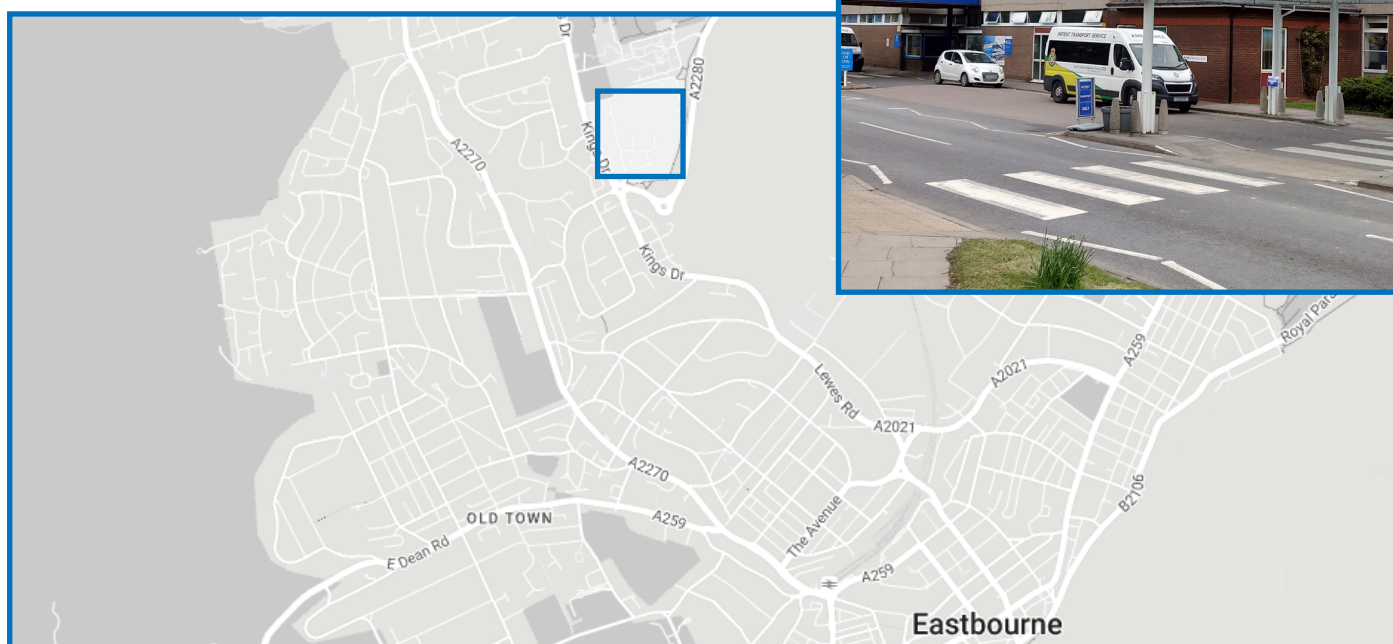 s Dr
A2280
Kings Dr
A2270
Kings Dr
PATIENT TRANSPORT SERVICE
Royal Para
A259
A2021
Lewes Rd
A2021
A2270
B2106
OLD TOWN
A259
The Avenue
E Dean Rd
A259
Eastbourne